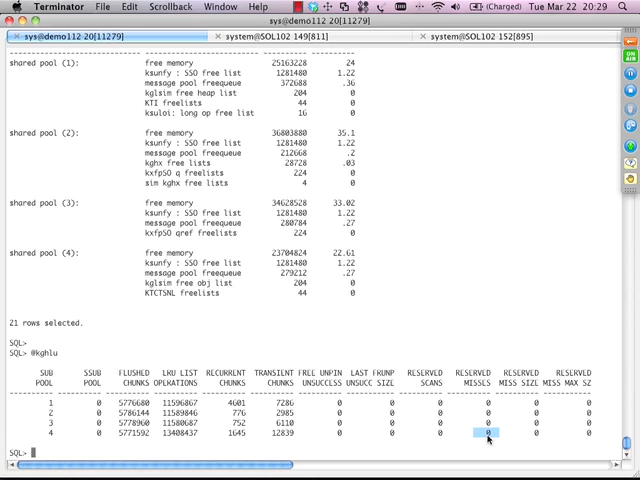 Terminator Edit Scrollback Window Help (Charged) Tue Mar 22 20:29
sys@demo112 20[11279]
sys@demo112 20[11279] system@SOL102 149[811] system@SOL102 152[895]
ON AIR
shared pool (1): free memory 25163228 24
ksunfy : SSO free list 1281480 1.22
message pool freequeue 372688 .36
kglsim free heap list 204 0
KTI freelists 44 0
ksuloi: long op free list 16 0
shared pool (2): free memory 36803880 35.1
ksunfy : SSO free list 1281480 1.22
message pool freequeue 212668 .2
kghx free lists 28728 .03
kxfpSO q freelists 224 0
sim kghx free lists 4 0
shared pool (3): free memory 34628528 33.02
ksunfy : SSO free list 1281480 1.22
message pool freequeue 280784 .27
kxfpSO qref freelists 224 0
shared pool (4): free memory 23704824 22.61
ksunfy : SSO free list 1281480 1.22
message pool freequeue 279212 .27
kglsim free obj list 204 0
KTCTSNL freelists 44 0
21 rows selected.
SQL>
SQL> @kghlu
SUB SSUB FLUSHED LRU LIST RECURRENT TRANSIENT FREE UNPIN LAST FRUNP RESERVED RESERVED RESERVED RESERVED
POOL POOL CHUNKS OPERATIONS CHUNKS CHUNKS UNSUCCESS UNSUCC SIZE SCANS MISSES MISS SIZE MISS MAX SZ
1 0 5776680 11596867 4601 7286 0 0 0 0 0 0
2 0 5786144 11589846 776 2985 0 0 0 0 0 0
3 0 5778960 11580687 752 6110 0 0 0 0 0 0
4 0 5771592 13408437 1645 12839 0 0 0 0 0 0
SQL>